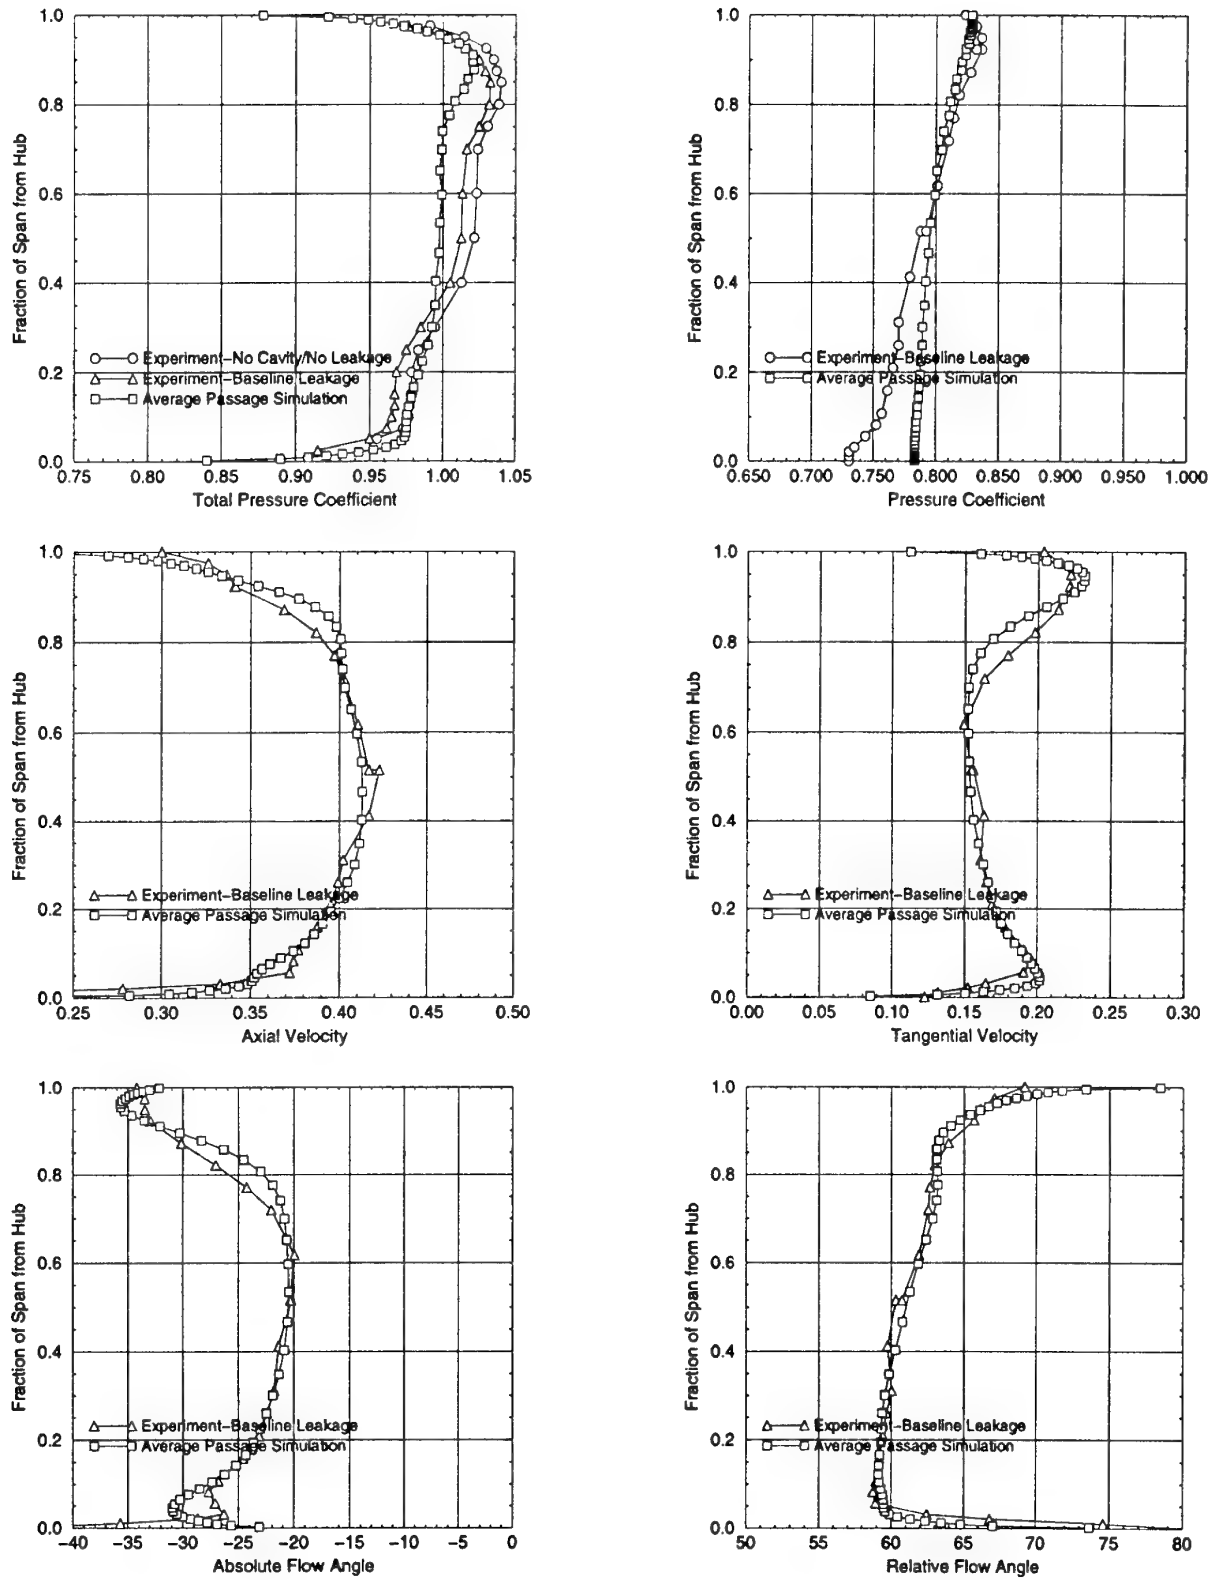 Fraction of Span from Hub
1.0
0.8
0.6
0.4
0.2
0.0
Experiment-No Cavity/No Leakage
Experiment-Baseline Leakage
Average Passage Simulation
0.75 0.80 0.85 0.90 0.95 1.00 1.05
Total Pressure Coefficient
Fraction of Span from Hub
1.0
0.8
0.6
0.4
0.2
0.0
Experiment-Baseline Leakage
Average Passage Simulation
0.650 0.700 0.750 0.800 0.850 0.900 0.950 1.000
Pressure Coefficient
Fraction of Span from Hub
1.0
0.8
0.6
0.4
0.2
0.0
Experiment-Baseline Leakage
Average Passage Simulation
0.25 0.30 0.35 0.40 0.45 0.50
Axial Velocity
Fraction of Span from Hub
1.0
0.8
0.6
0.4
0.2
0.0
Experiment-Baseline Leakage
Average Passage Simulation
0.00 0.05 0.10 0.15 0.20 0.25 0.30
Tangential Velocity
Fraction of Span from Hub
1.0
0.8
0.6
0.4
0.2
0.0
Experiment-Baseline Leakage
Average Passage Simulation
-40 -35 -30 -25 -20 -15 -10 -5 0
Absolute Flow Angle
Fraction of Span from Hub
1.0
0.8
0.6
0.4
0.2
0.0
Experiment-Baseline Leakage
Average Passage Simulation
50 55 60 65 70 75 80
Relative Flow Angle